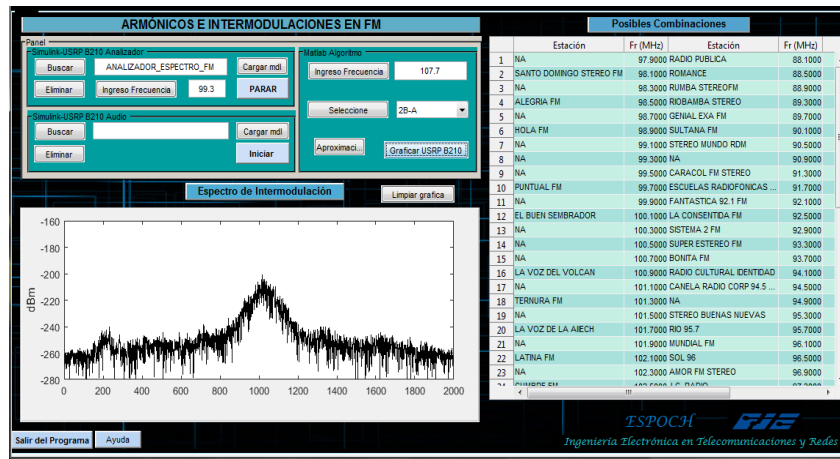 ARMÓNICOS E INTERMODULACIONES EN FM
Panel
Simulink-USRP B210 Analizador
Buscar ANALIZADOR_ESPECTRO_FM Cargar mdl
Eliminar Ingreso Frecuencia 99.3 PARAR
Simulink-USRP B210 Audio
Buscar Cargar mdl
Eliminar Iniciar
Matlab Algoritmo
Ingreso Frecuencia 107.7
Seleccione 2B-A
Aproximaci... Graficar USRP B210
Espectro de Intermodulación Limpiar grafica
dBm
-160
-180
-200
-220
-240
-260
-280
0 200 400 600 800 1000 1200 1400 1600 1800 2000
Posibles Combinaciones
Estación Fr (MHz) Estación Fr (MHz)
1 NA 97.9000 RADIO PUBLICA 88.1000
2 SANTO DOMINGO STEREO FM 98.1000 ROMANCE 88.5000
3 NA 98.3000 RUMBA STEREOFM 88.9000
4 ALEGRIA FM 98.5000 RIOBAMBA STEREO 89.3000
5 NA 98.7000 GENIAL EXA FM 89.7000
6 HOLA FM 98.9000 SULTANA FM 90.1000
7 NA 99.1000 STEREO MUNDO RDM 90.5000
8 NA 99.3000 NA 90.9000
9 NA 99.5000 CARACOL FM STEREO 91.3000
10 PUNTUAL FM 99.7000 ESCUELAS RADIOFONICAS ... 91.7000
11 NA 99.9000 FANTASTICA 92.1 FM 92.1000
12 EL BUEN SEMBRADOR 100.1000 LA CONSENTIDA FM 92.5000
13 NA 100.3000 SISTEMA 2 FM 92.9000
14 NA 100.5000 SUPER ESTEREO FM 93.3000
15 NA 100.7000 BONITA FM 93.7000
16 LA VOZ DEL VOLCAN 100.9000 RADIO CULTURAL IDENTIDAD 94.1000
17 NA 101.1000 CANELA RADIO CORP 94.5 ... 94.5000
18 TERNURA FM 101.3000 NA 94.9000
19 NA 101.5000 STEREO BUENAS NUEVAS 95.3000
20 LA VOZ DE LA AIECH 101.7000 RIO 95.7 95.7000
21 NA 101.9000 MUNDIAL FM 96.1000
22 LATINA FM 102.1000 SOL 96 96.5000
23 NA 102.3000 AMOR FM STEREO 96.9000
ESPOCH FIE
Ingeniería Electrónica en Telecomunicaciones y Redes
Salir del Programa Ayuda